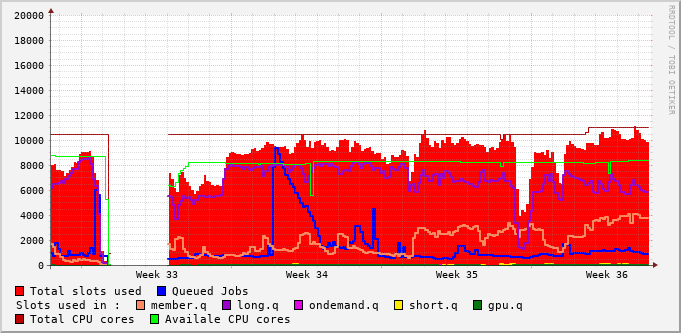 20000
18000
16000
14000
12000
10000
8000
6000
4000
2000
0
Week 33 Week 34 Week 35 Week 36
RRDTOOL / TOBI OETIKER
Total slots used Queued Jobs
Slots used in : member.q long.q ondemand.q short.q gpu.q
Total CPU cores Availale CPU cores